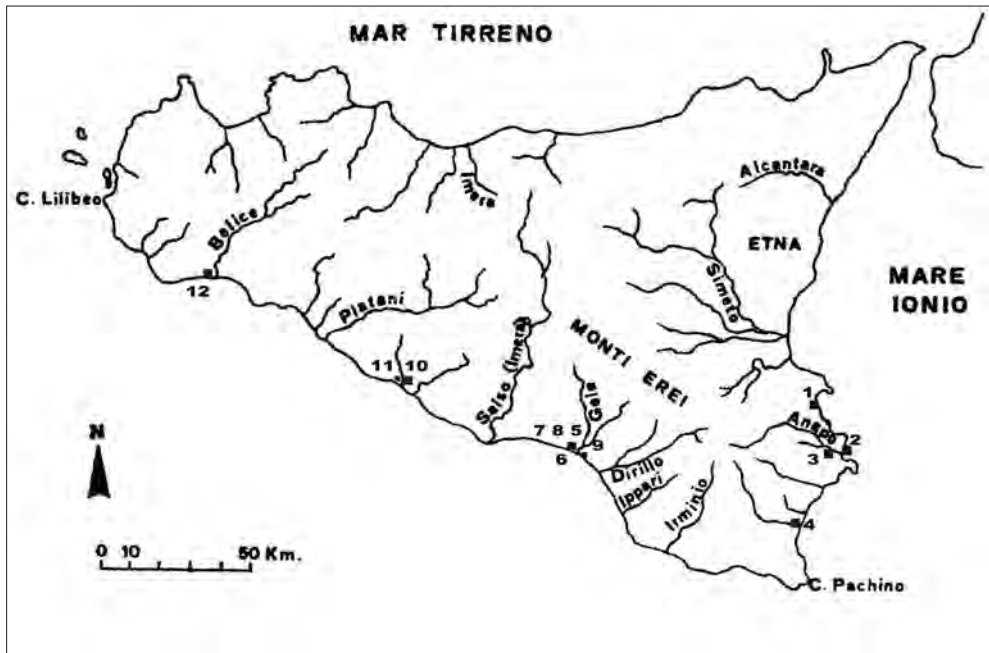 MAR TIRRENO
Alcantara
Imera
C. Lilibeo
Belice
ETNA
MARE
IONIO
Simeto
12
Platani
MONTI EREI
Salso (Imera)
11 10
Gela
1
Anapo
2
N
7 8 5
3
6
9
Dirillo
Ippari
Irminio
4
0 10 50 Km.
C. Pachino